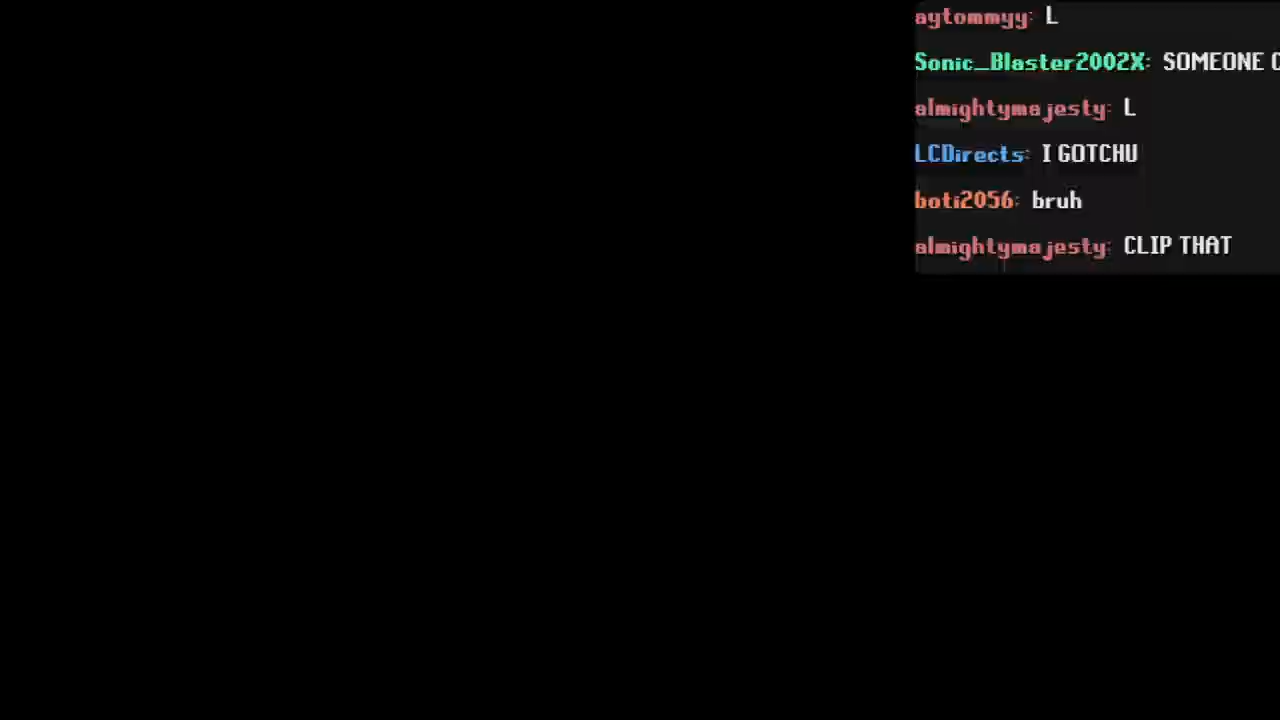 aytommyy: L
Sonic_Blaster2002X: SOMEONE
almightymajesty: L
LCDirects: I GOTCHU
boti2056: bruh
almightymajesty: CLIP THAT